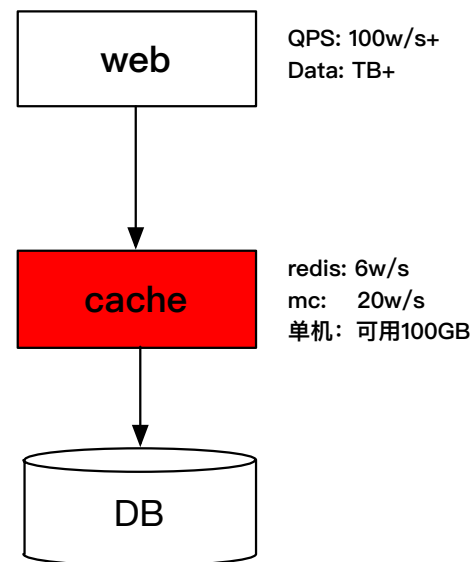 web
QPS: 100w/s+
Data: TB+
cache
redis: 6w/s
mc: 20w/s
单机：可用100GB
DB